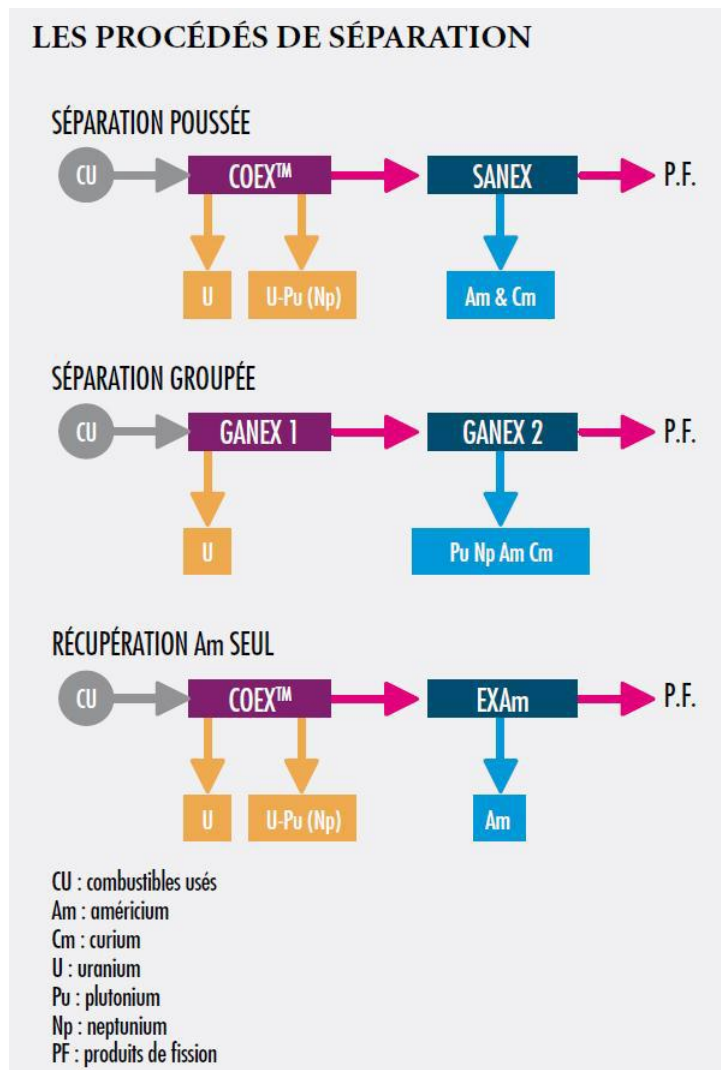 LES PROCÉDÉS DE SÉPARATION
SÉPARATION POUSSÉE
CU COEX™ SANEX P.F.
U U-Pu (Np) Am & Cm
SÉPARATION GROUPÉE
CU GANEX 1 GANEX 2 P.F.
U Pu Np Am Cm
RÉCUPÉRATION Am SEUL
CU COEX™ EXAm P.F.
U U-Pu (Np) Am
CU : combustibles usés
Am : américium
Cm : curium
U : uranium
Pu : plutonium
Np : neptunium
PF : produits de fission